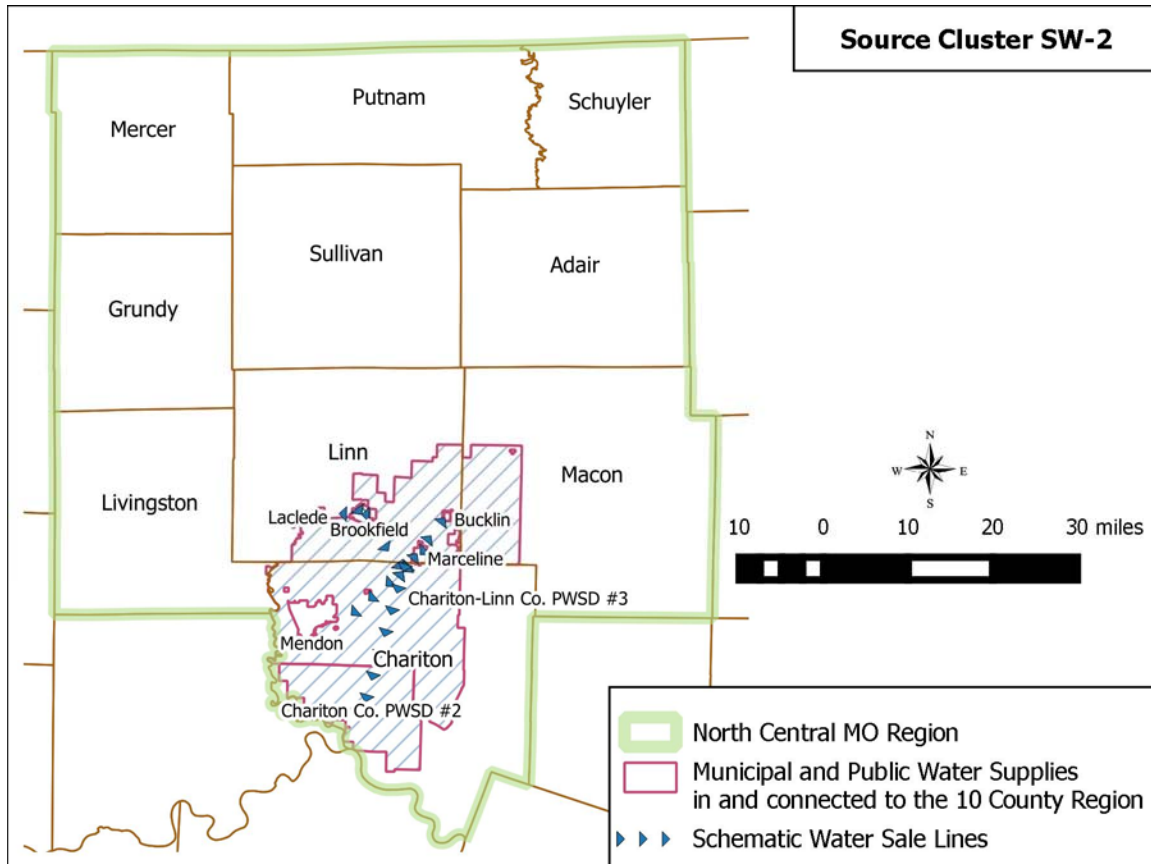 Source Cluster SW-2
Putnam
Schuyler
Mercer
Sullivan
Adair
Grundy
Linn
Macon
Livingston
Laclede
Bucklin
Brookfield
Marceline
Chariton-Linn Co. PWSD #3
Mendon
Chariton
Chariton Co. PWSD #2
N
W E
S
10 0 10 20 30 miles
North Central MO Region
Municipal and Public Water Supplies
in and connected to the 10 County Region
Schematic Water Sale Lines